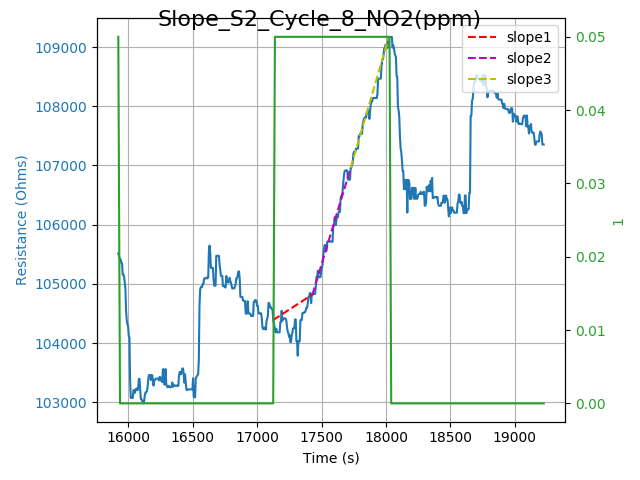 Slope_S2_Cycle_8_NO2(ppm)
slope1
slope2
slope3
109000
108000
107000
106000
105000
104000
103000
Resistance (Ohms)
0.05
0.04
0.03
0.02
0.01
0.00
1
16000 16500 17000 17500 18000 18500 19000
Time (s)